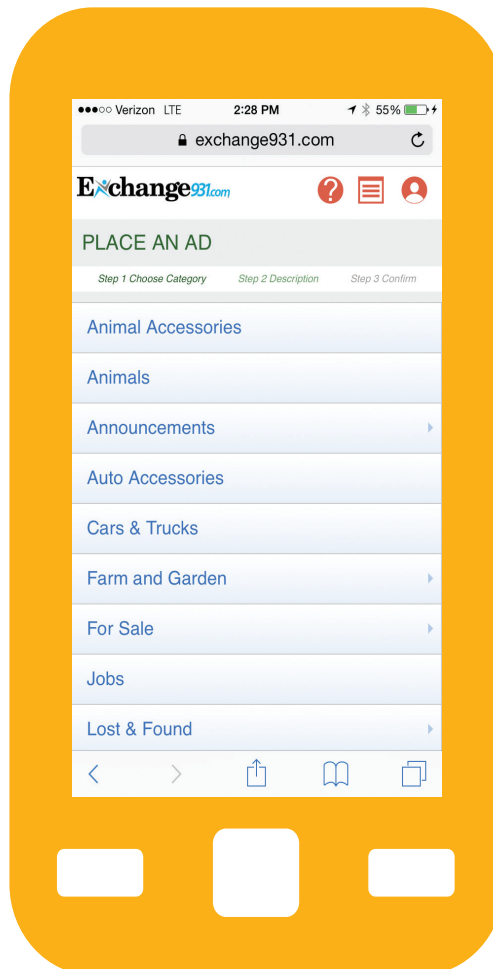 Verizon LTE 2:28 PM 55%
exchange931.com
Exchange931.com
?
PLACE AN AD
Step 1 Choose Category Step 2 Description Step 3 Confirm
Animal Accessories
Animals
Announcements
Auto Accessories
Cars & Trucks
Farm and Garden
For Sale
Jobs
Lost & Found